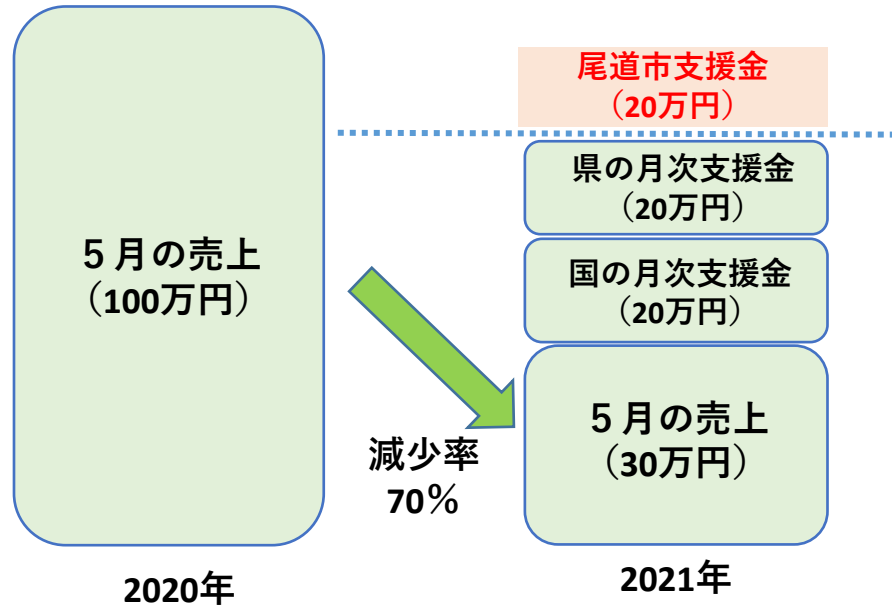 5月の売上
（100万円）
2020年
減少率
70％
尾道市支援金
（20万円）
県の月次支援金
（20万円）
国の月次支援金
（20万円）
5月の売上
（30万円）
2021年